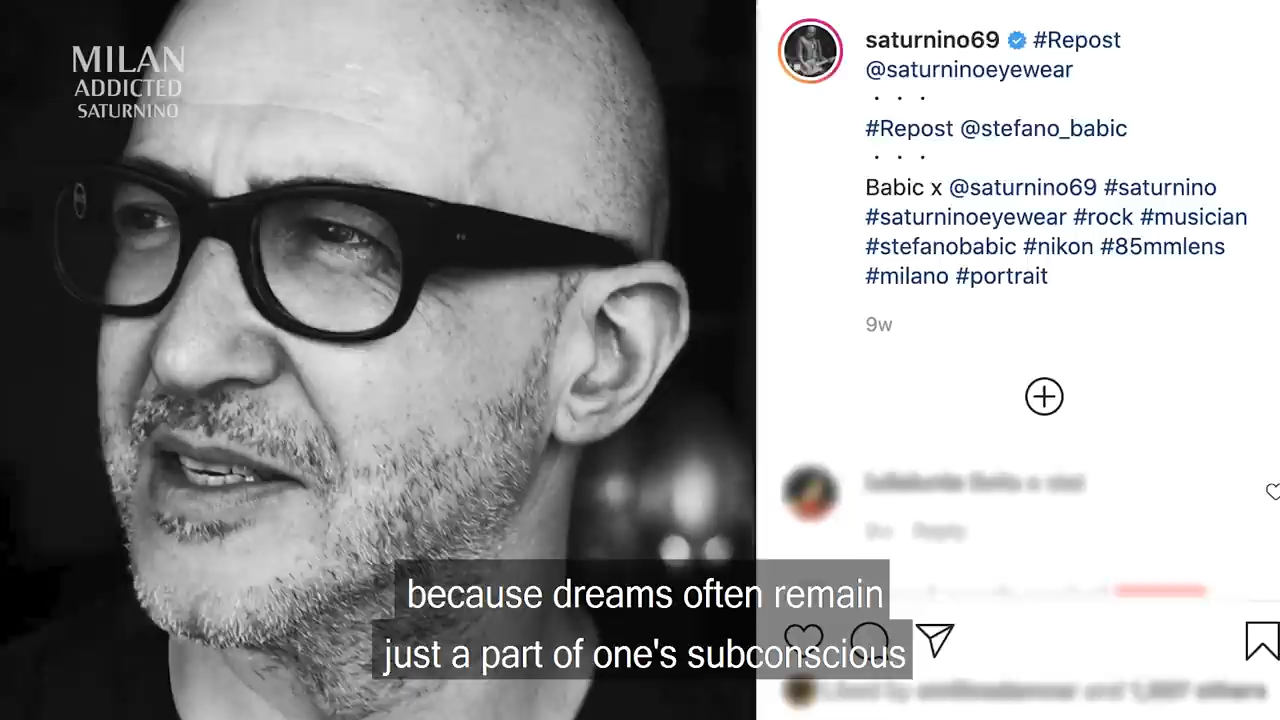 MILAN
ADDICTED
SATURNINO
saturnino69 #Repost
@saturninoeyewear
. . .
#Repost @stefano_babic
. . .
Babic x @saturnino69 #saturnino
#saturninoeyewear #rock #musician
#stefanobabic #nikon #85mmlens
#milano #portrait
9w
because dreams often remain
just a part of one's subconscious